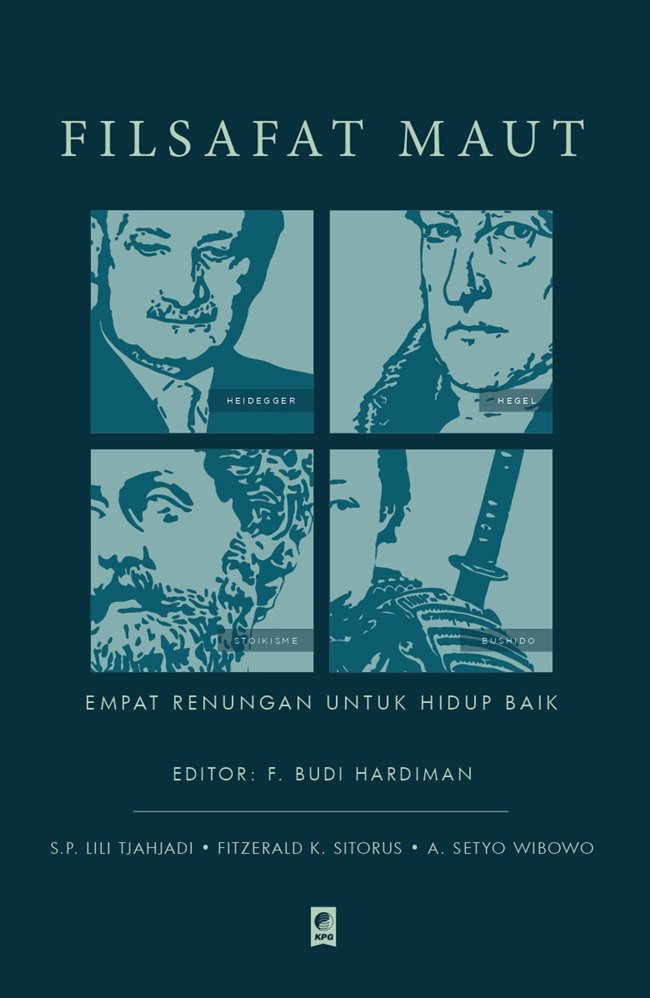 FILSAFAT MAUT
HEIDEGGER
HEGEL
STOIKISME
BUSHIDO
EMPAT RENUNGAN UNTUK HIDUP BAIK
EDITOR: F. BUDI HARDIMAN
S.P. LILI TJAHJADI • FITZERALD K. SITORUS • A. SETYO WIBOWO
KPG